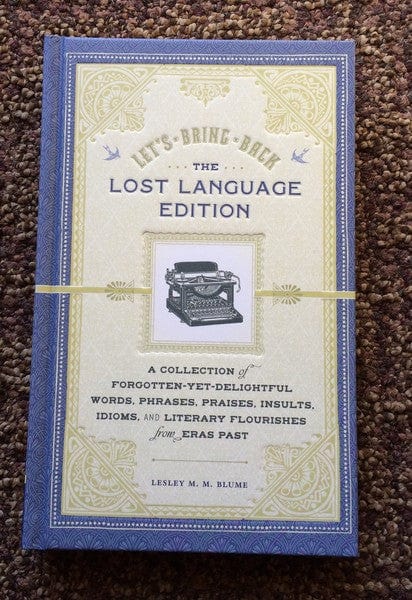 LET'S · BRING · BACK
THE
LOST LANGUAGE
EDITION
A COLLECTION of
FORGOTTEN-YET-DELIGHTFUL
WORDS, PHRASES, PRAISES, INSULTS,
IDIOMS, AND LITERARY FLOURISHES
from ERAS PAST
LESLEY M. M. BLUME